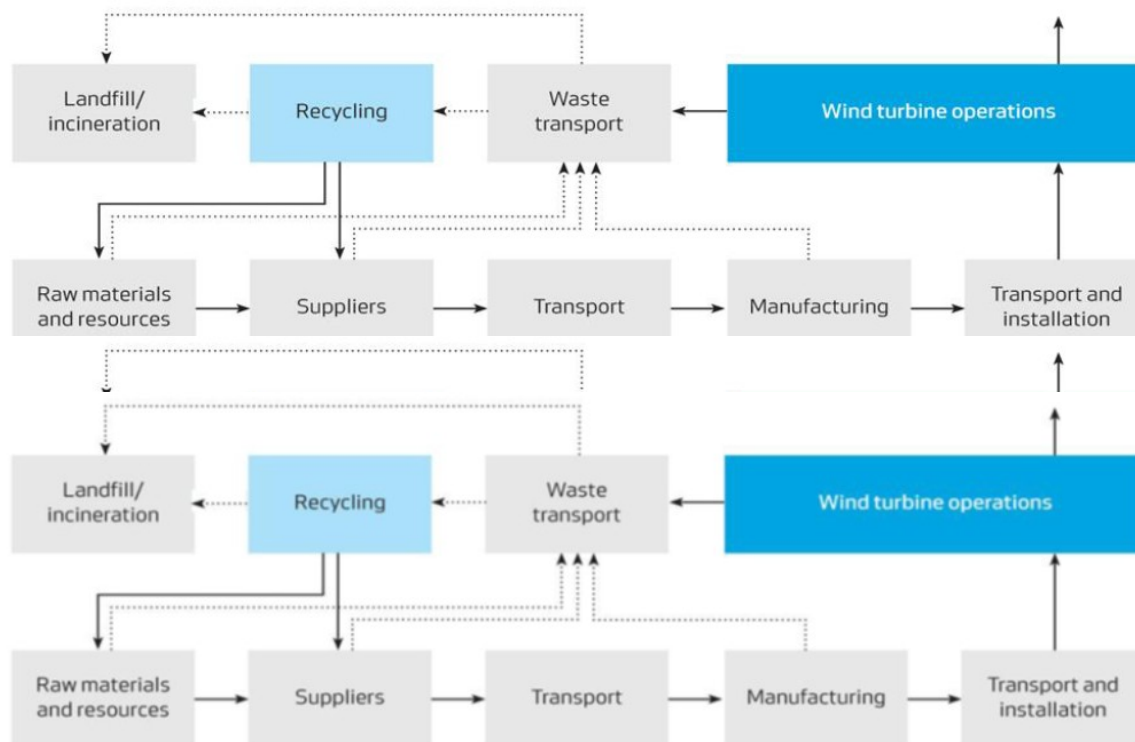 Landfill/
incineration
Recycling
Waste
transport
Wind turbine operations
Raw materials
and resources
Suppliers
Transport
Manufacturing
Transport and
installation
Landfill/
incineration
Recycling
Waste
transport
Wind turbine operations
Raw materials
and resources
Suppliers
Transport
Manufacturing
Transport and
installation